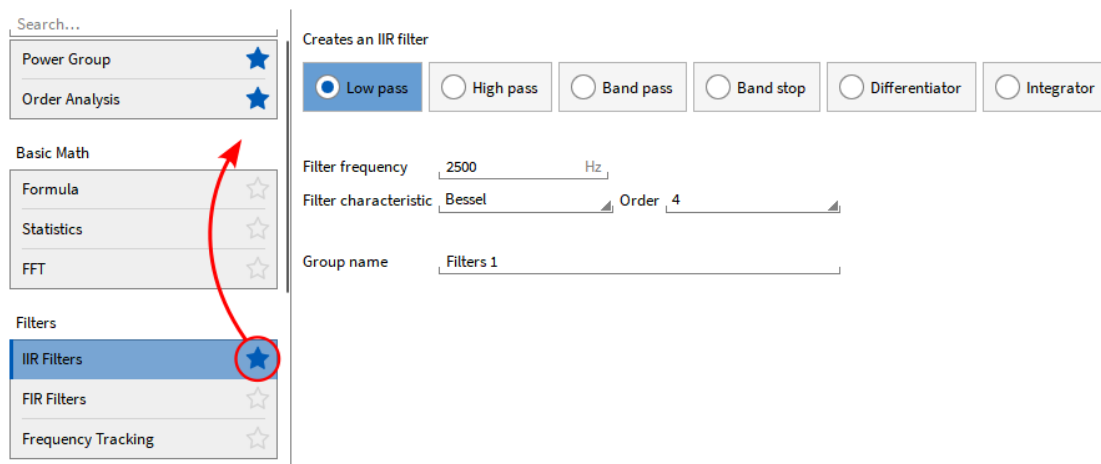 Search...
Power Group
Order Analysis
Basic Math
Formula
Statistics
FFT
Filters
IIR Filters
FIR Filters
Frequency Tracking
Creates an IIR filter
Low pass High pass Band pass Band stop Differentiator Integrator
Filter frequency 2500 Hz
Filter characteristic Bessel Order 4
Group name Filters 1